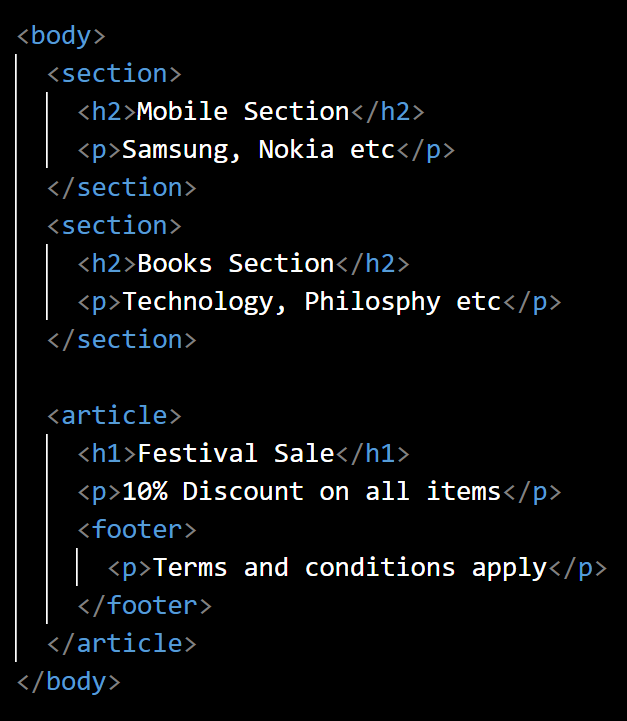 <body>
<section>
<h2>Mobile Section</h2>
<p>Samsung, Nokia etc</p>
</section>
<section>
<h2>Books Section</h2>
<p>Technology, Philosphy etc</p>
</section>
<article>
<h1>Festival Sale</h1>
<p>10% Discount on all items</p>
<footer>
<p>Terms and conditions apply</p>
</footer>
</article>
</body>